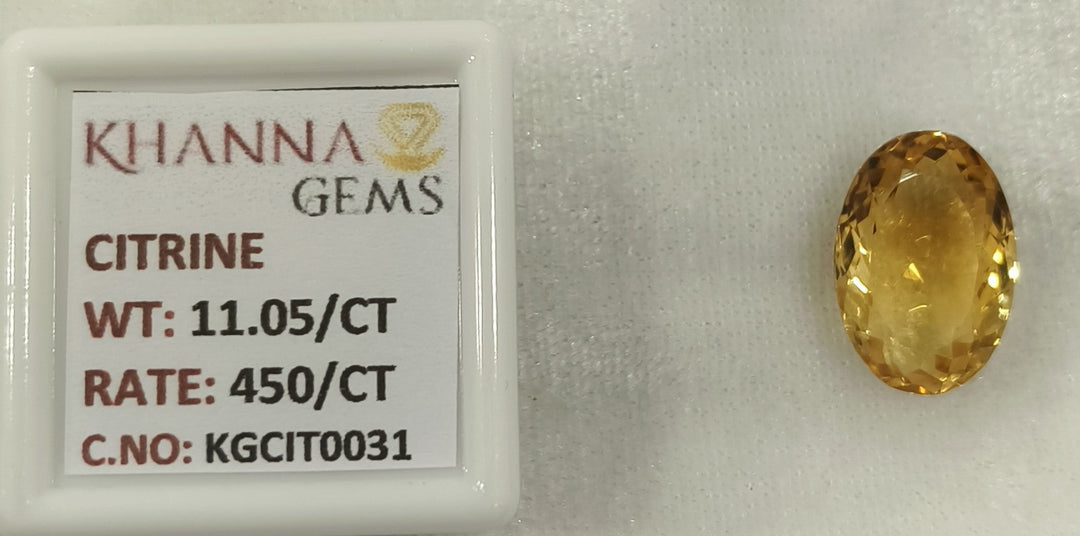 KHANNA
GEMS
CITRINE
WT: 11.05/CT
RATE: 450/CT
C.NO: KGCIT0031